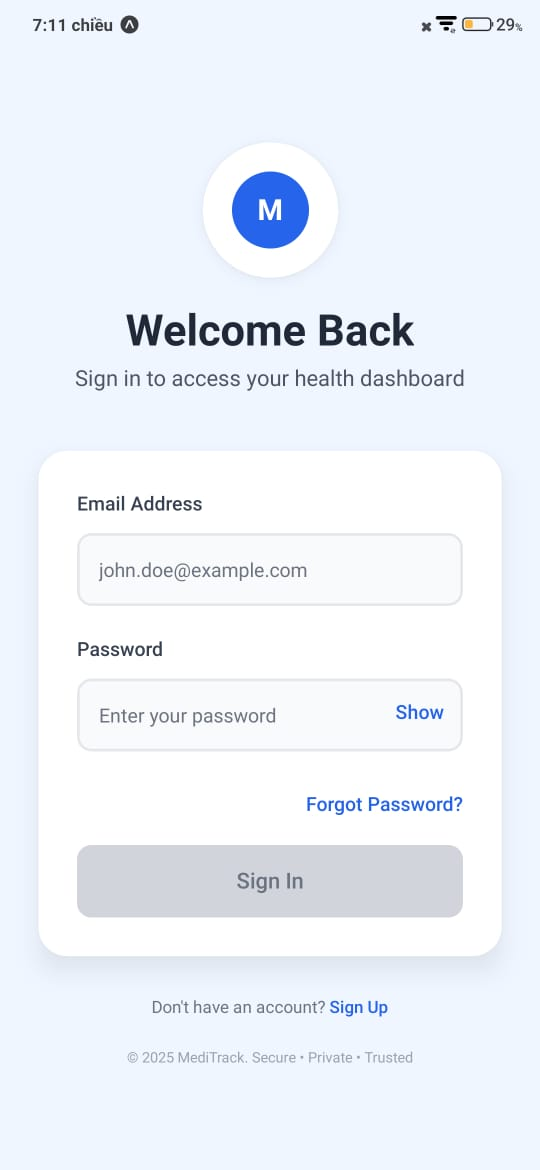 7:11 chiều
29%
M
Welcome Back
Sign in to access your health dashboard
Email Address
john.doe@example.com
Password
Enter your password Show
Forgot Password?
Sign In
Don't have an account? Sign Up
© 2025 MediTrack. Secure • Private • Trusted